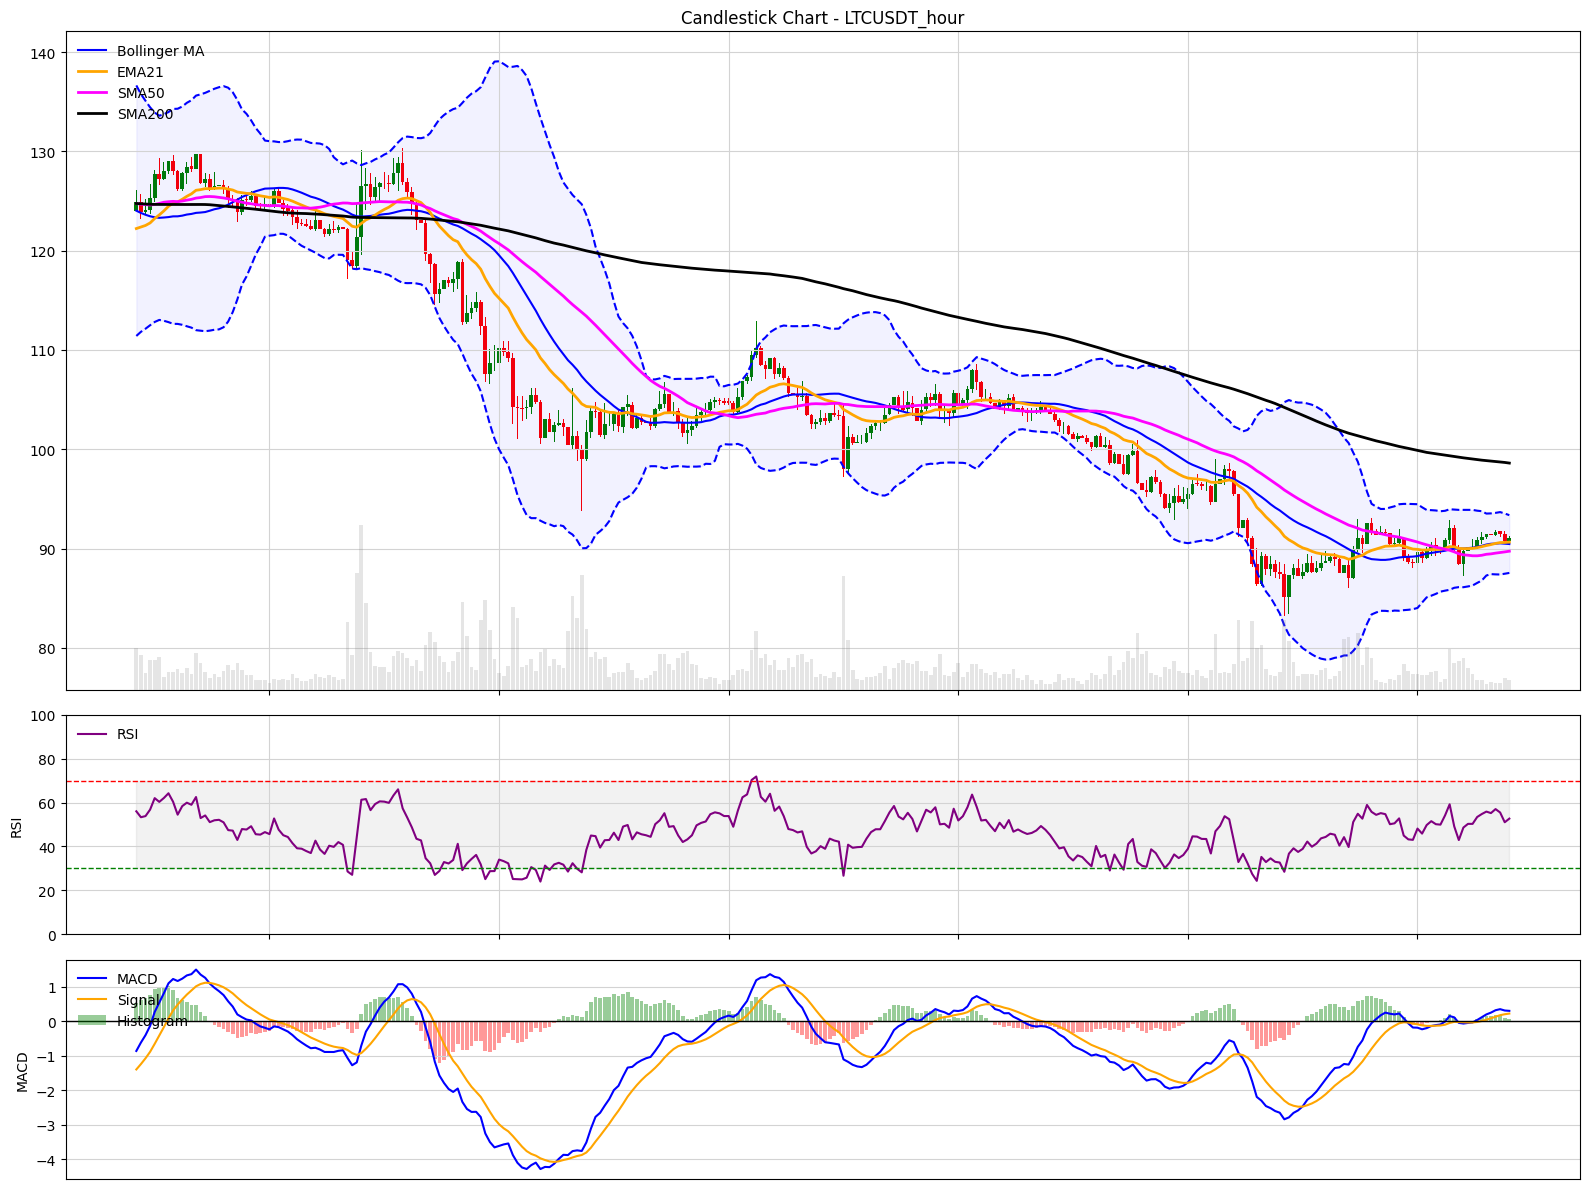 Candlestick Chart - LTCUSDT_hour
Bollinger MA
EMA21
SMA50
SMA200
140
130
120
110
100
90
80
RSI
100
80
60
40
20
0
RSI
MACD
Signal
Histogram
1
0
−1
−2
−3
−4
MACD